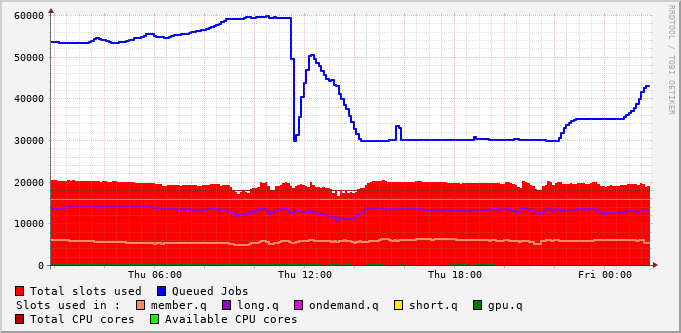 60000
50000
40000
30000
20000
10000
0
Thu 06:00 Thu 12:00 Thu 18:00 Fri 00:00
RRDTOOL / TOBI OETIKER
Total slots used Queued Jobs
Slots used in : member.q long.q ondemand.q short.q gpu.q
Total CPU cores Available CPU cores